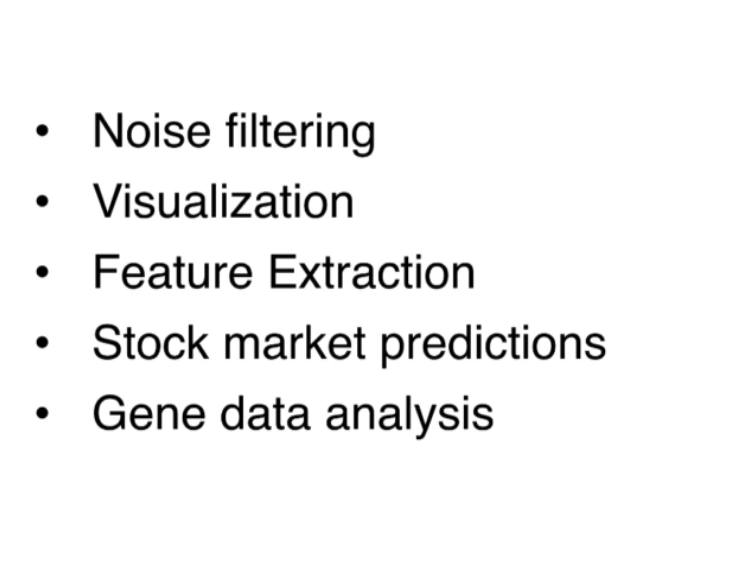 • Noise filtering
• Visualization
• Feature Extraction
• Stock market predictions
• Gene data analysis